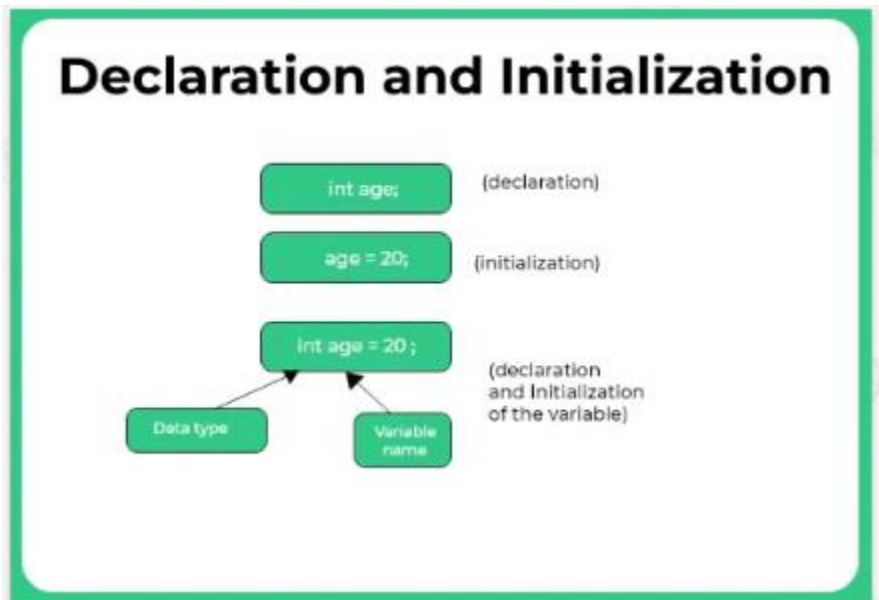 Declaration and Initialization
int age;
(declaration)
age = 20;
(initialization)
int age = 20 ;
(declaration
and Initialization
of the variable)
Data type
Variable
name